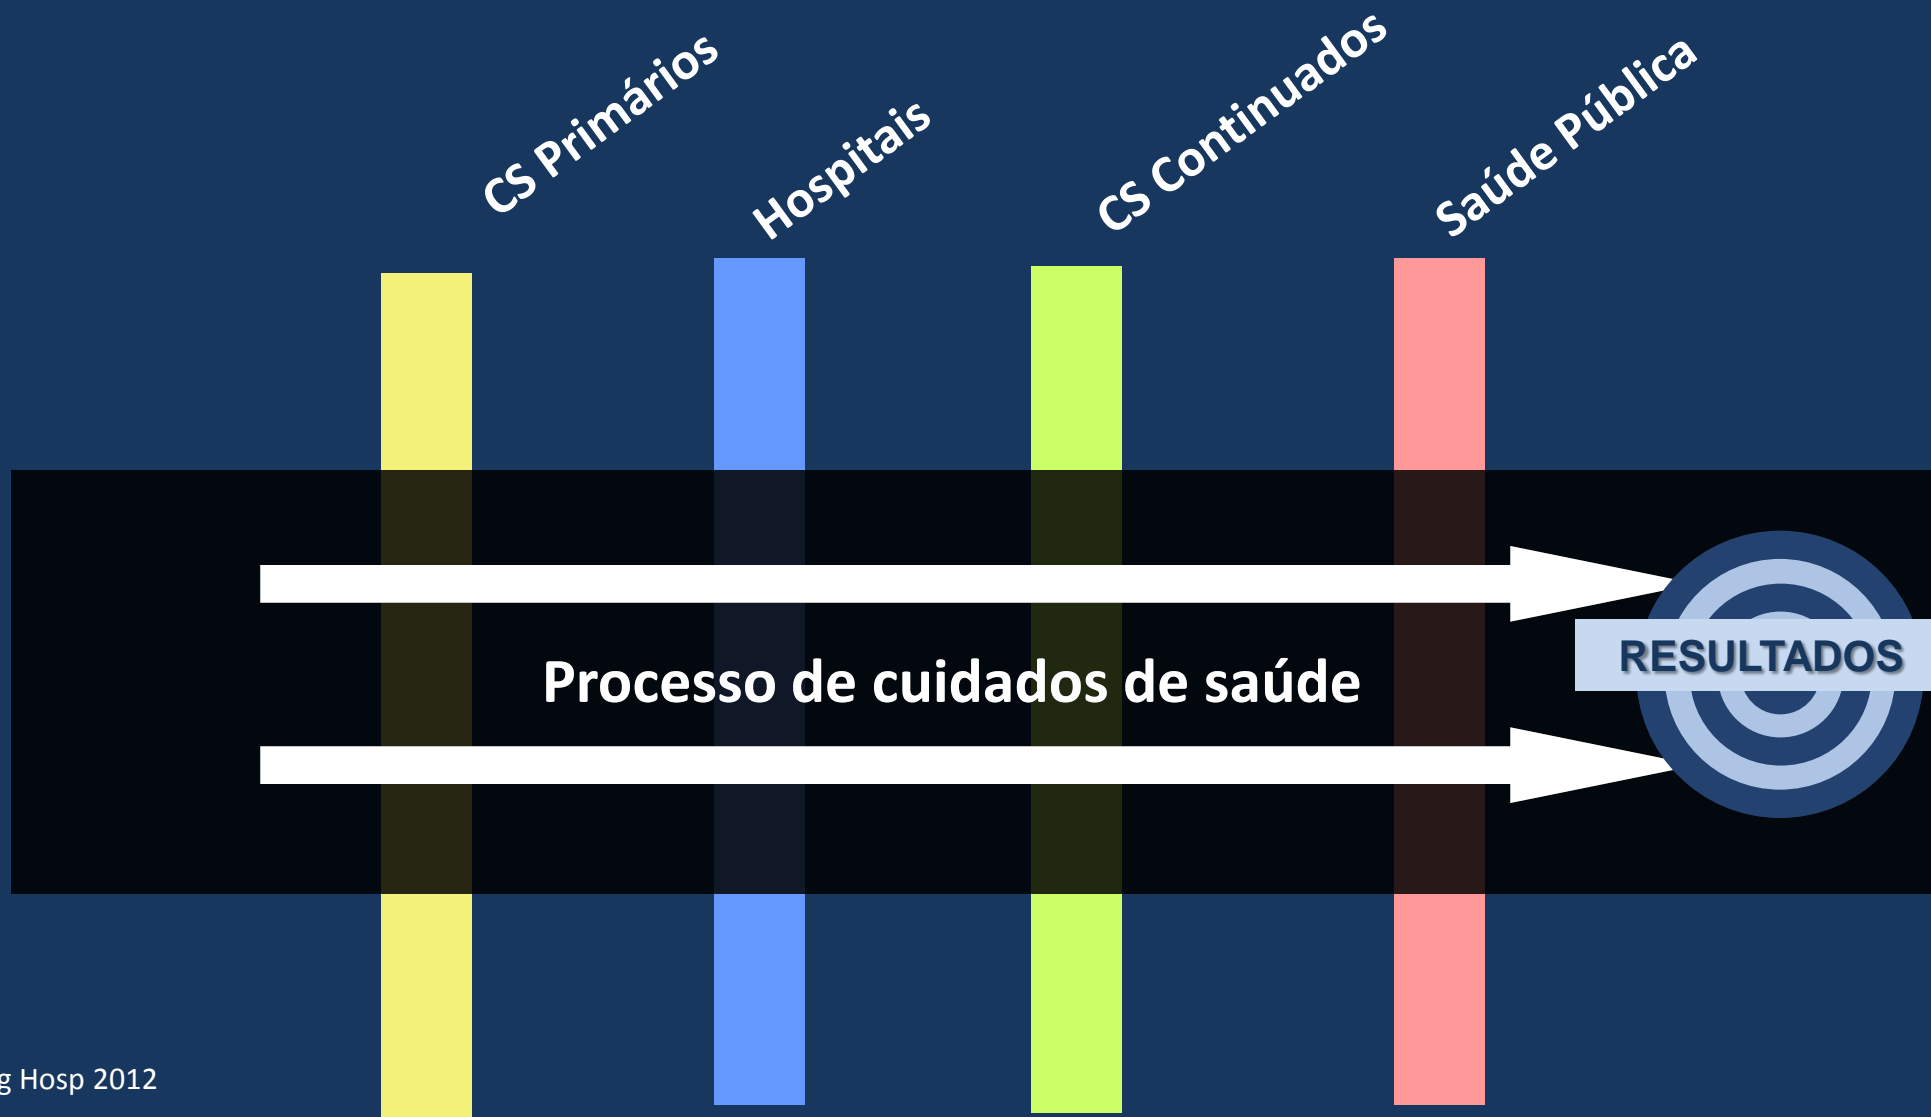 CS Primários
Hospitais
CS Continuados
Saúde Pública
RESULTADOS
Processo de cuidados de saúde
Hosp 2012